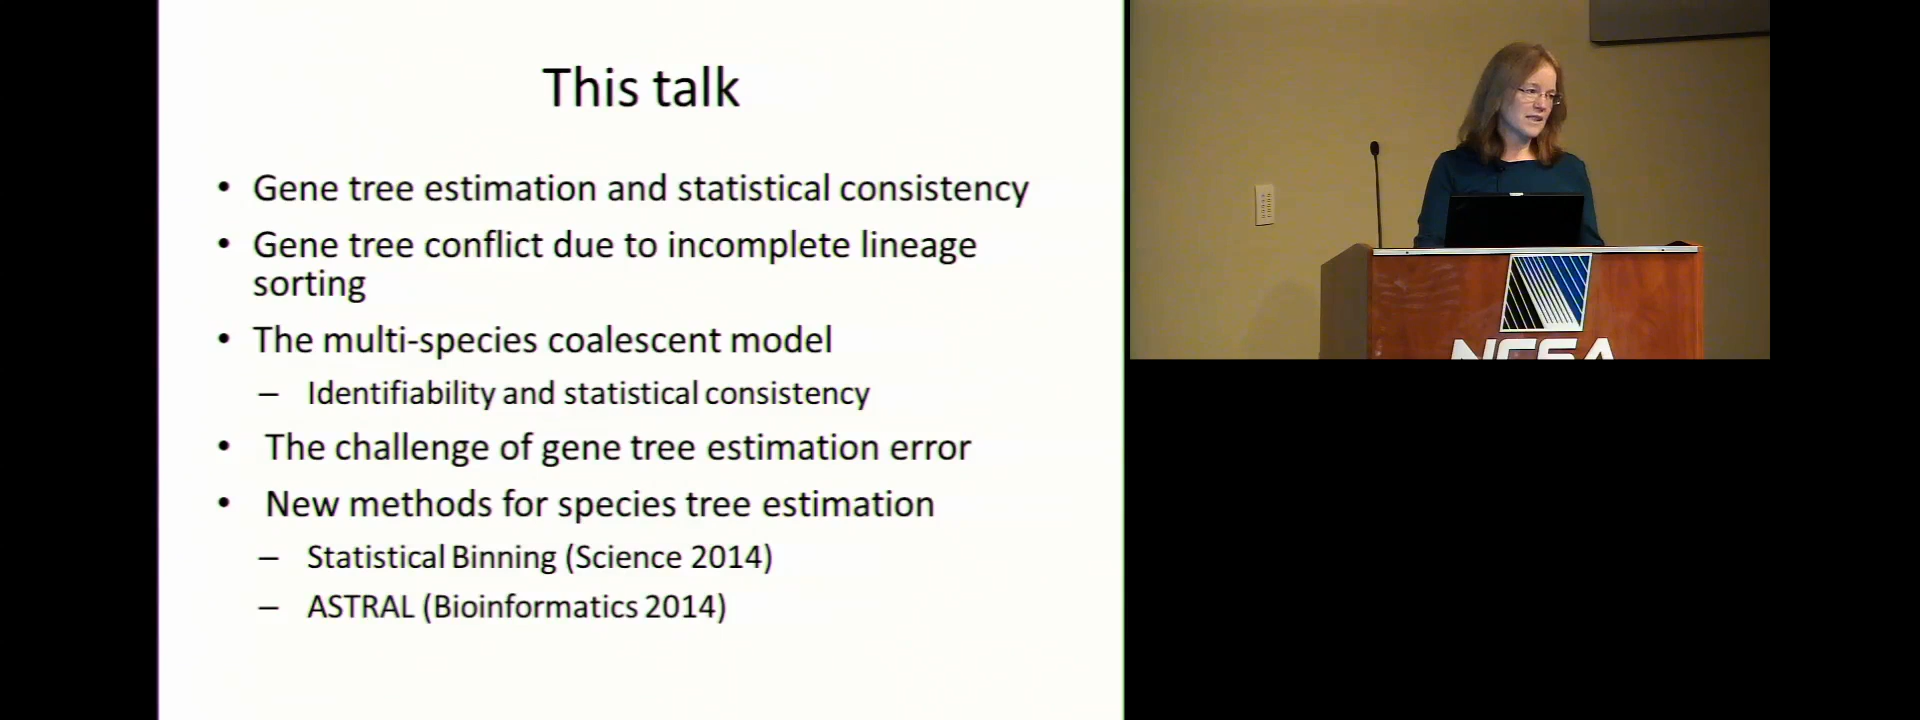 This talk
• Gene tree estimation and statistical consistency
• Gene tree conflict due to incomplete lineage
sorting
• The multi-species coalescent model
– Identifiability and statistical consistency
• The challenge of gene tree estimation error
• New methods for species tree estimation
– Statistical Binning (Science 2014)
– ASTRAL (Bioinformatics 2014)
NCSA